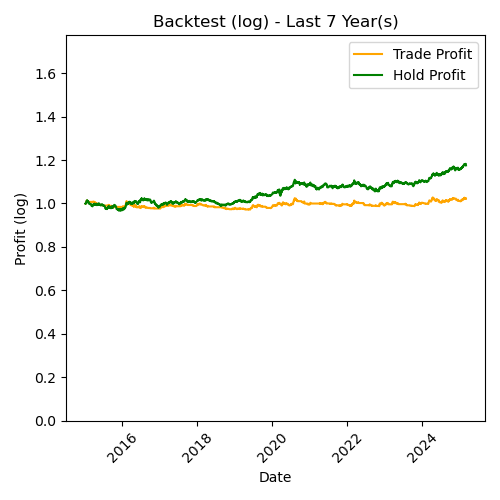 Backtest (log) - Last 7 Year(s)
Trade Profit
Hold Profit
Profit (log)
1.6
1.4
1.2
1.0
0.8
0.6
0.4
0.2
0.0
2016
2018
2020
2022
2024
Date